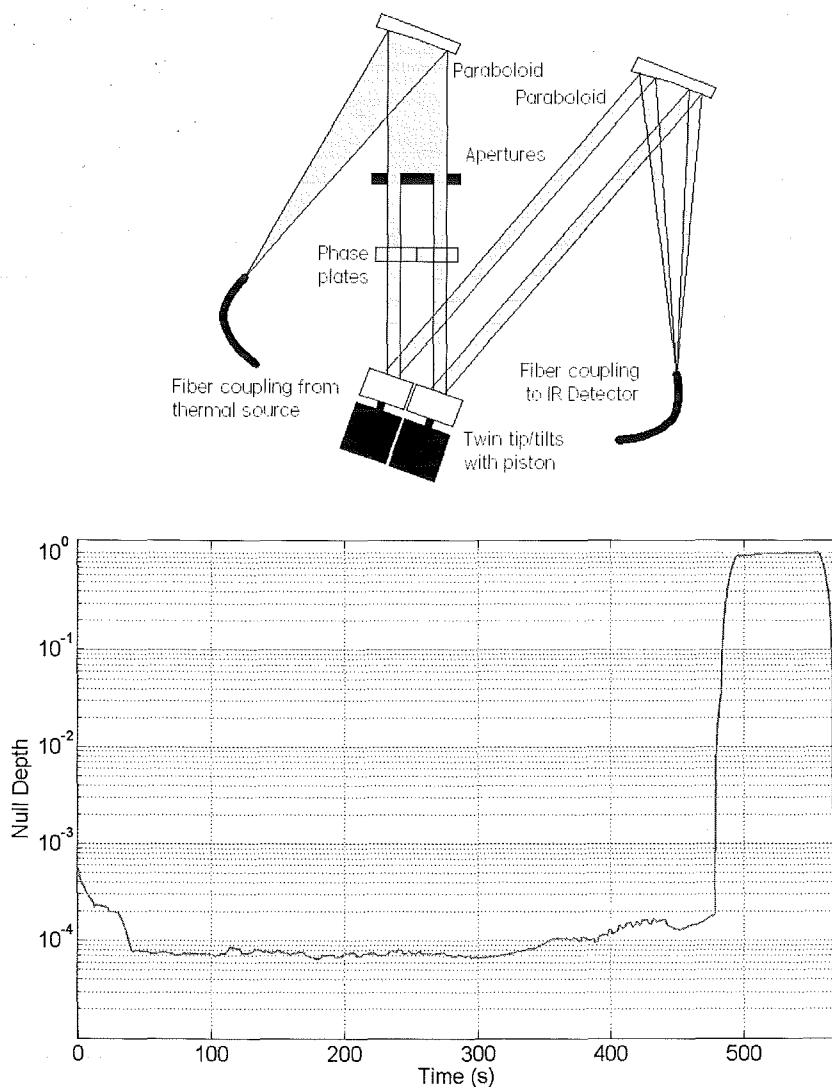 Paraboloid
Paraboloid
Apertures
Phase
plates
Fiber coupling from
thermal source
Fiber coupling
to IR Detector
Twin tip/tilts
with piston
10^0
10^-1
10^-2
10^-3
10^-4
Null Depth
0 100 200 300 400 500
Time (s)